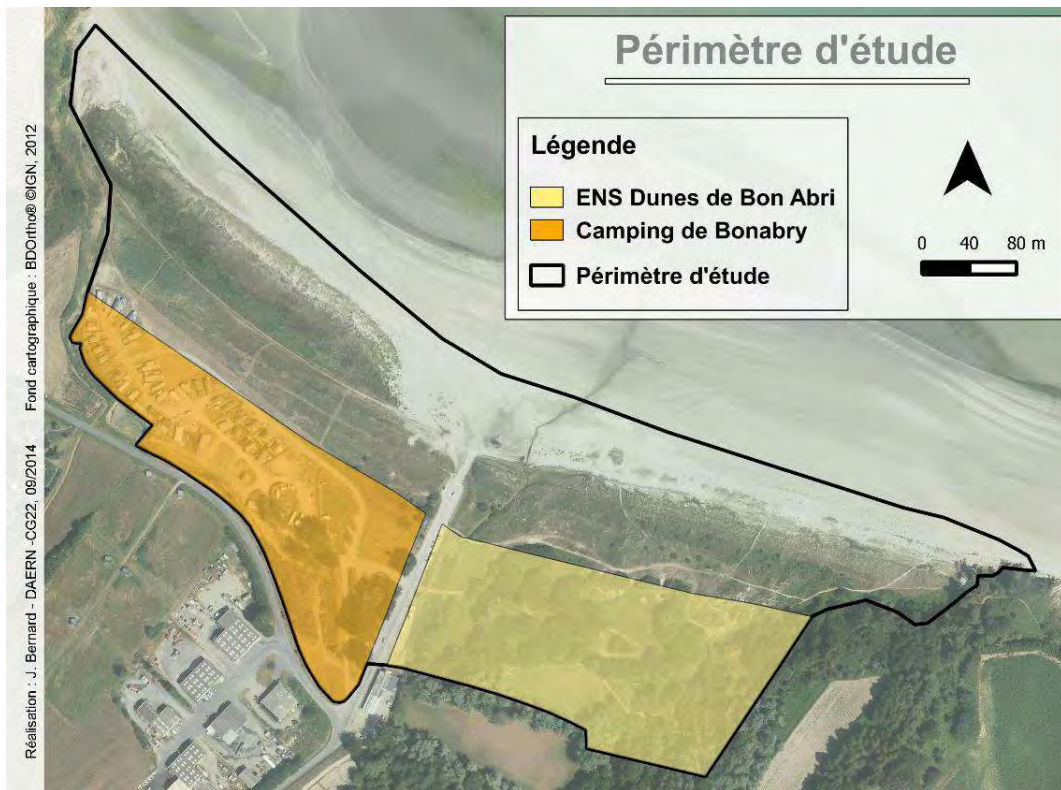 Périmètre d'étude
Légende
ENS Dunes de Bon Abri
Camping de Bonabry
Périmètre d'étude
0 40 80 m
Réalisation : J. Bernard - DAERN -CG22, 09/2014 Fond cartographique : BDOrtho® ©IGN, 2012